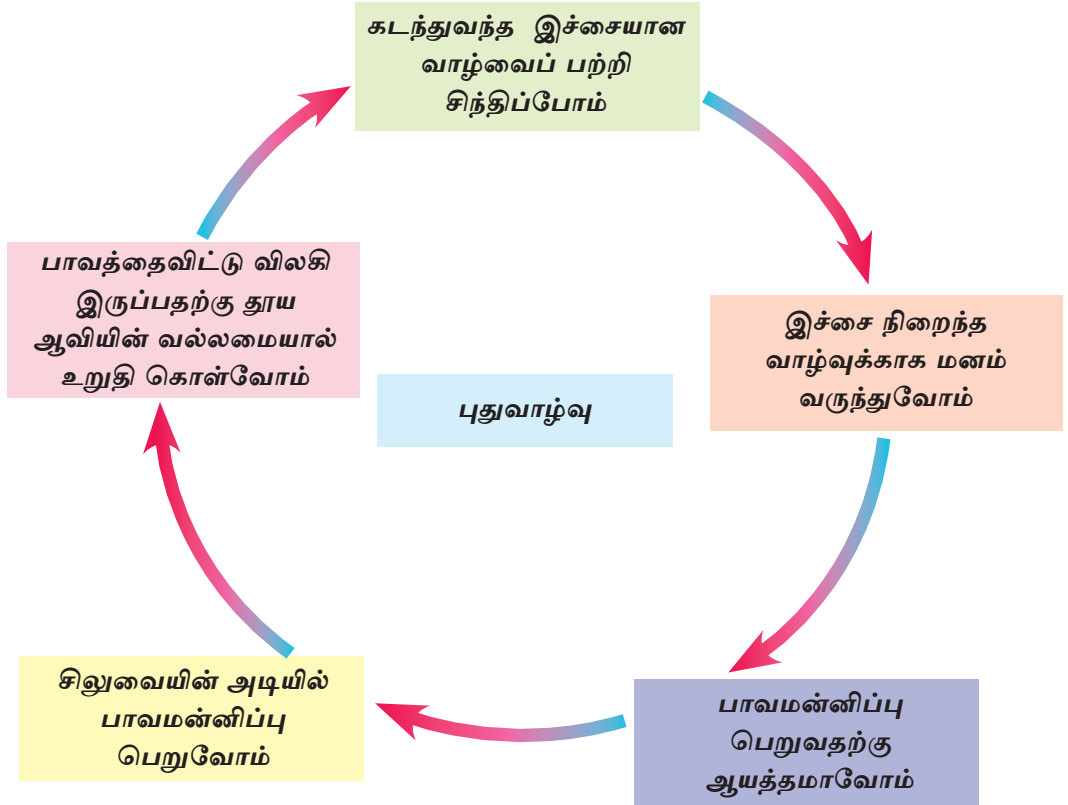 கடந்துவந்த இச்சையான
வாழ்வைப் பற்றி
சிந்திப்போம்
இச்சை நிறைந்த
வாழ்வுக்காக மனம்
வருந்துவோம்
பாவமன்னிப்பு
பெறுவதற்கு
ஆயத்தமாவோம்
சிலுவையின் அடியில்
பாவமன்னிப்பு
பெறுவோம்
பாவத்தைவிட்டு விலகி
இருப்பதற்கு தூய
ஆவியின் வல்லமையால்
உறுதி கொள்வோம்
புதுவாழ்வு